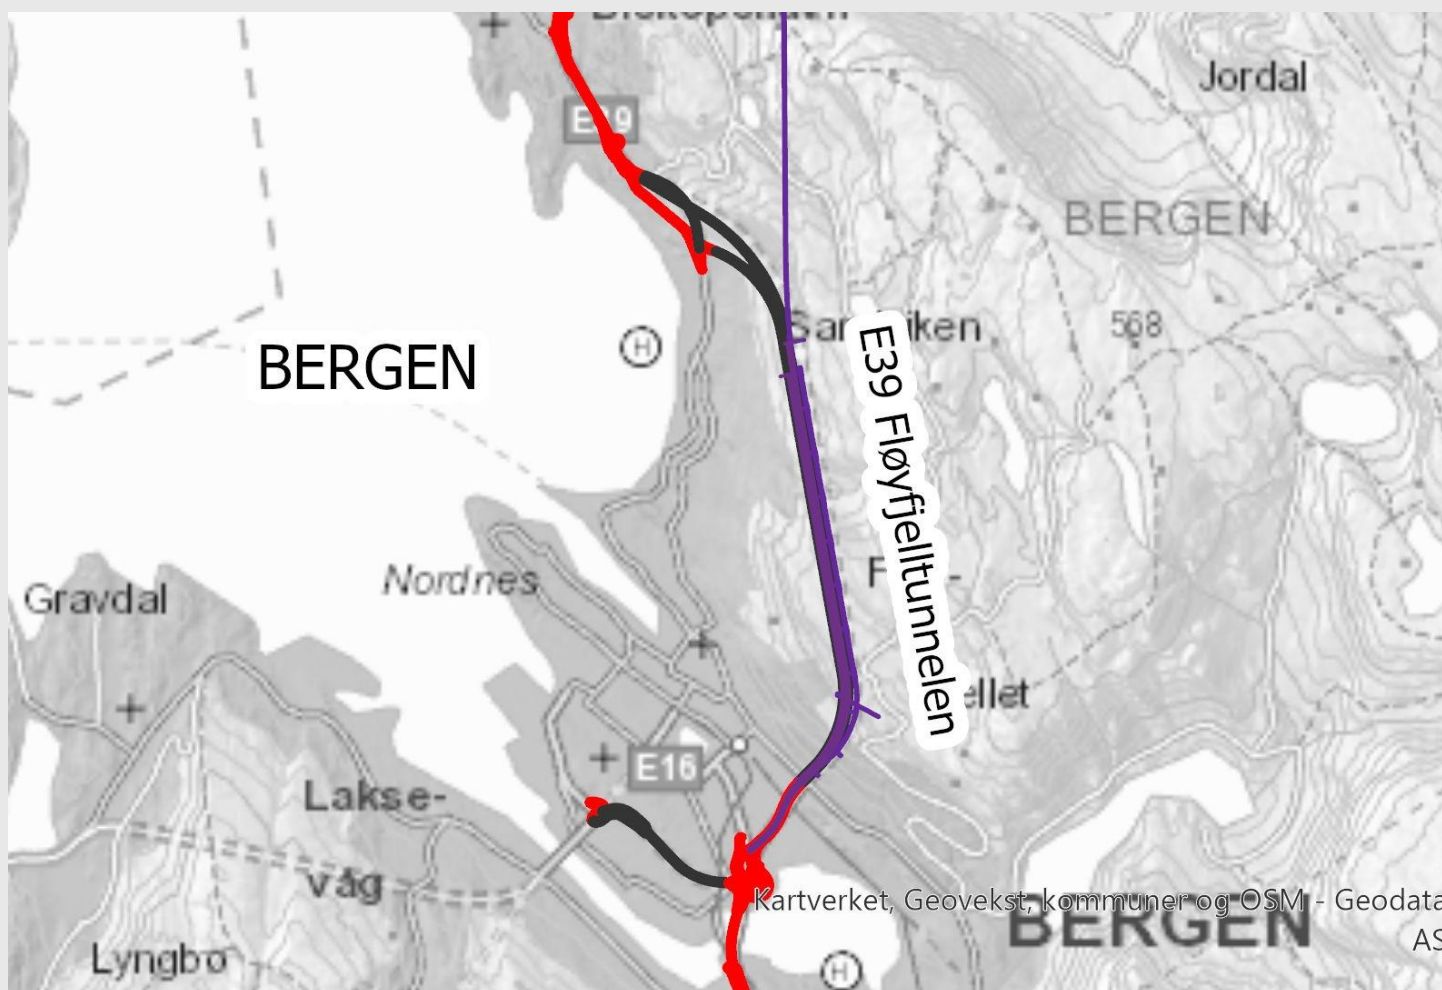 Jordal
BERGEN
568
BERGEN
H
E39 Fløyfjelltunnelen
Nordnes
Gravdal
ellet
E16
Lakse-
våg
Kartverket, Geovekst, kommuner og OSM - Geodata
AS
BERGEN
Lyngbø
H